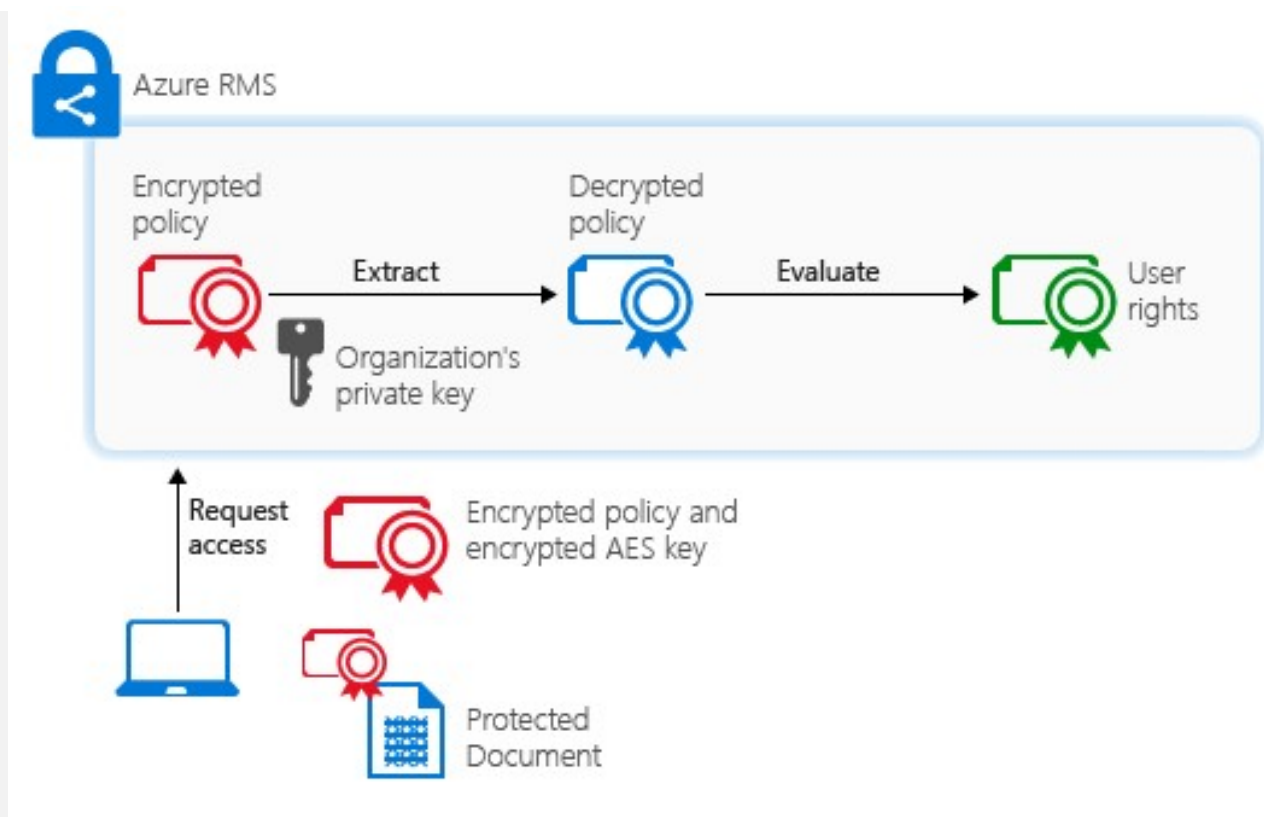 Azure RMS
Encrypted
policy
Decrypted
policy
Extract
Evaluate
User
rights
Organization's
private key
Request
access
Encrypted policy and
encrypted AES key
Protected
Document